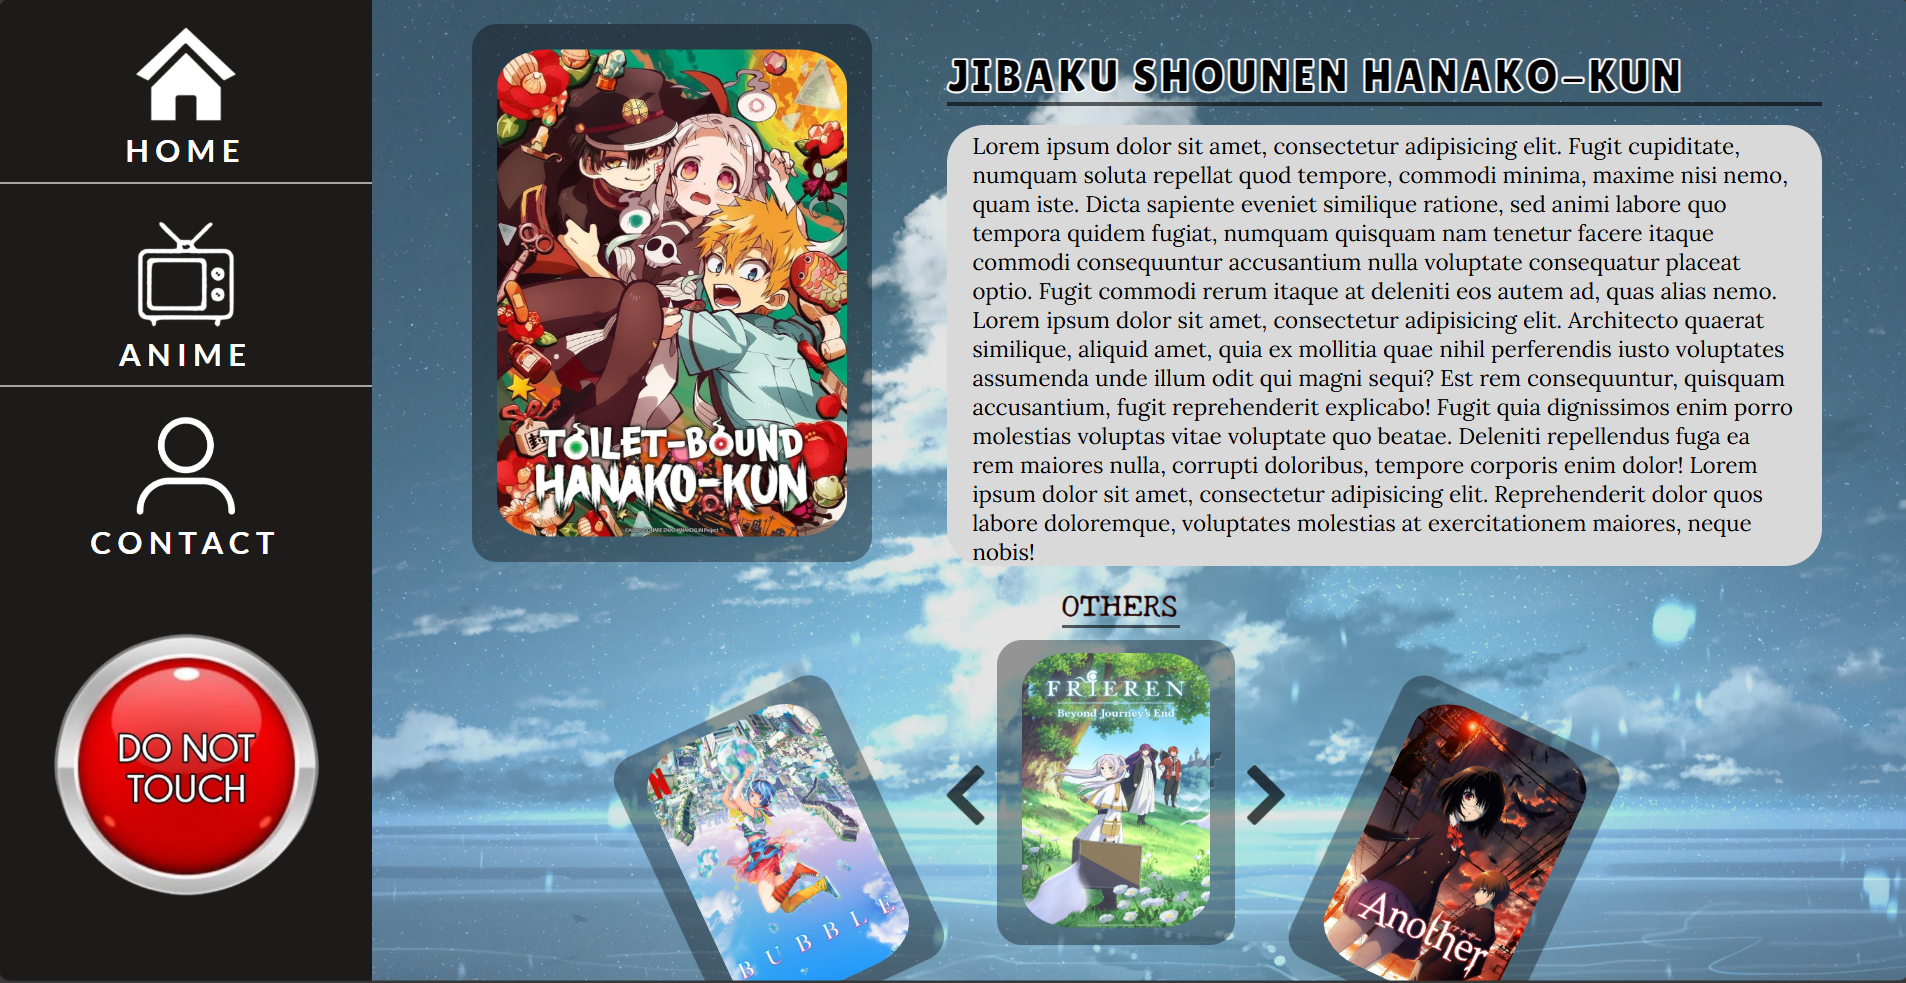 HOME
ANIME
CONTACT
DO NOT
TOUCH
TOILET-BOUND
HANAKO-KUN
JIBAKU SHOUNEN HANAKO-KUN
Lorem ipsum dolor sit amet, consectetur adipisicing elit. Fugit cupiditate,
numquam soluta repellat quod tempore, commodi minima, maxime nisi nemo,
quam iste. Dicta sapiente eveniet similique ratione, sed animi labore quo
tempora quidem fugiat, numquam quisquam nam tenetur facere itaque
commodi consequuntur accusantium nulla voluptate consequatur placeat
optio. Fugit commodi rerum itaque at deleniti eos autem ad, quas alias nemo.
Lorem ipsum dolor sit amet, consectetur adipisicing elit. Architecto quaerat
similique, aliquid amet, quia ex mollitia quae nihil perferendis iusto voluptates
assumenda unde illum odit qui magni sequi? Est rem consequuntur, quisquam
accusantium, fugit reprehenderit explicabo! Fugit quia dignissimos enim porro
molestias voluptas vitae voluptate quo beatae. Deleniti repellendus fuga ea
rem maiores nulla, corrupti doloribus, tempore corporis enim dolor! Lorem
ipsum dolor sit amet, consectetur adipisicing elit. Reprehenderit dolor quos
labore doloremque, voluptates molestias at exercitationem maiores, neque
nobis!
OTHERS
N
BUBBLE
FRIEREN
Beyond Journey's End
Another